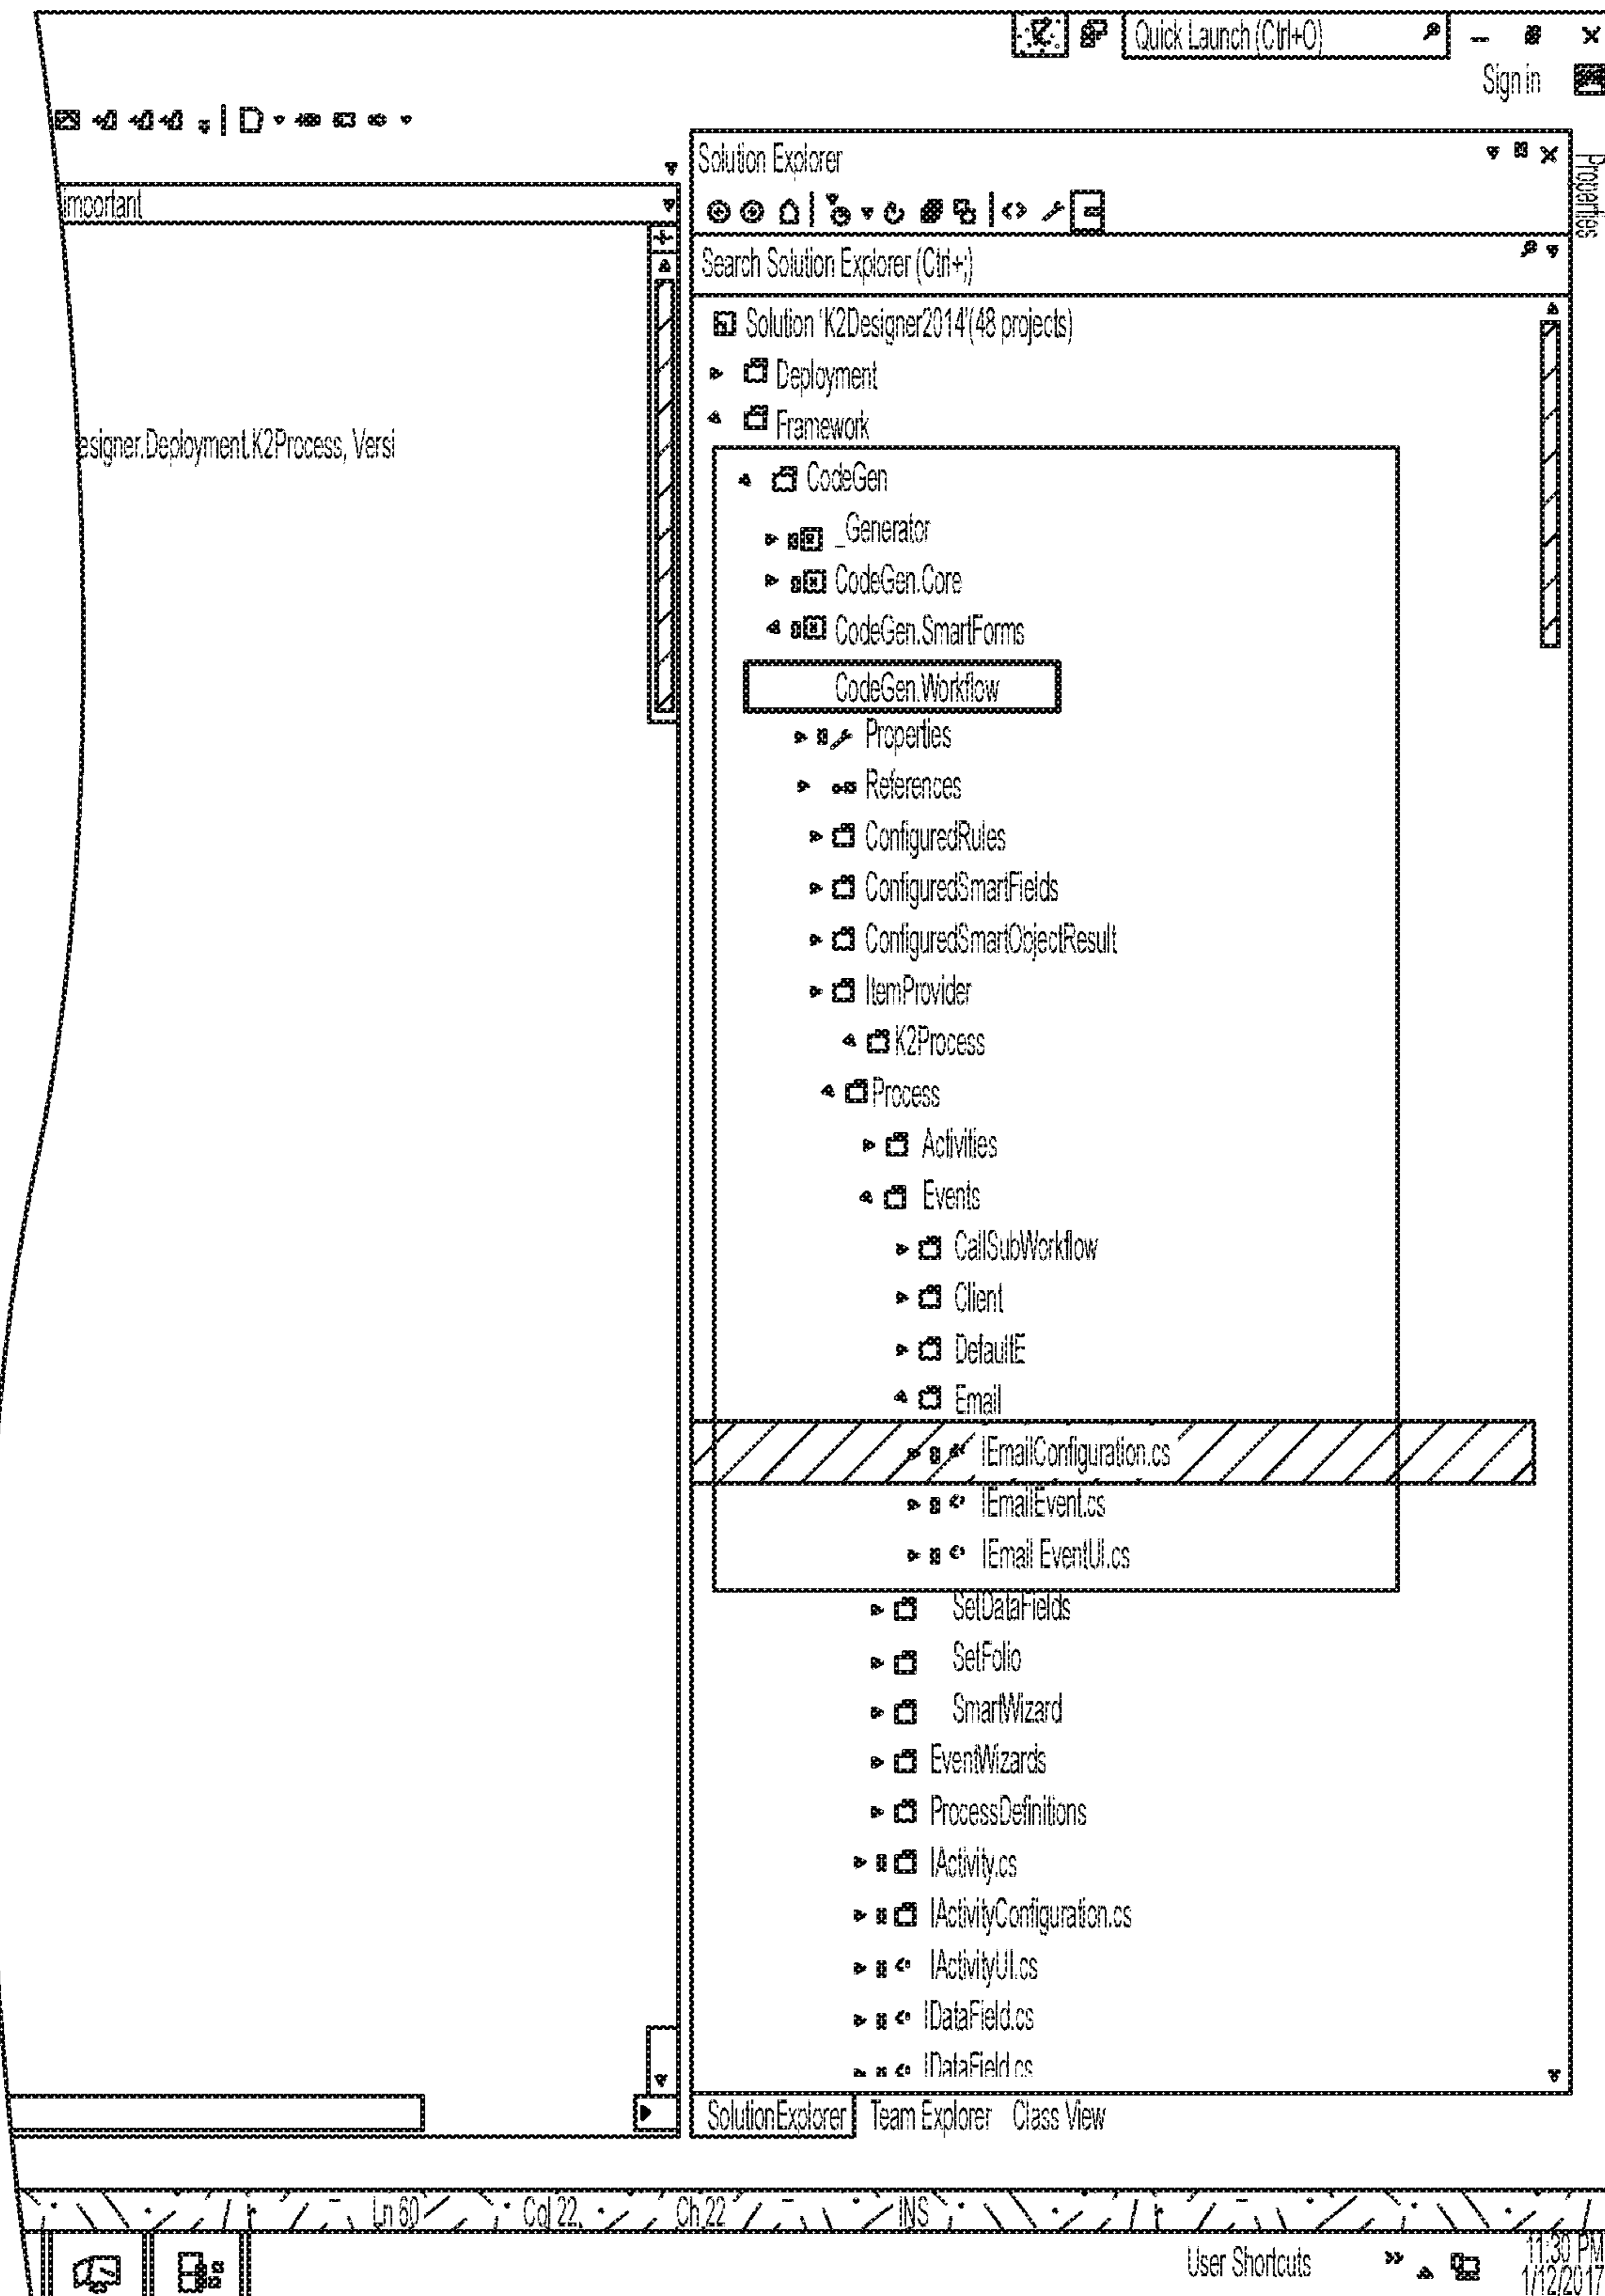 Quick Launch (Ctrl+O)
Sign in
Solution Explorer
Properties
important
Search Solution Explorer (Ctrl+;)
Solution 'K2Designer2014'(48 projects)
Deployment
Framework
esigner.Deployment.K2Process, Versi
CodeGen
_Generator
CodeGen.Core
CodeGen.SmartForms
CodeGen.Workflow
Properties
References
ConfiguredRules
ConfiguredSmartFields
ConfiguredSmartObjectResult
ItemProvider
K2Process
Process
Activities
Events
CallSubWorkflow
Client
DefaultE
Email
IEmailConfiguration.cs
IEmailEvent.cs
IEmail EventUI.cs
SetDataFields
SetFolio
SmartWizard
EventWizards
ProcessDefinitions
IActivity.cs
IActivityConfiguration.cs
IActivityUI.cs
IDataField.cs
IDataField.cs
SolutionExplorer Team Explorer Class View
Ln 60 Col 22 Ch 22 INS
User Shortcuts
11:30 PM
1/12/2017